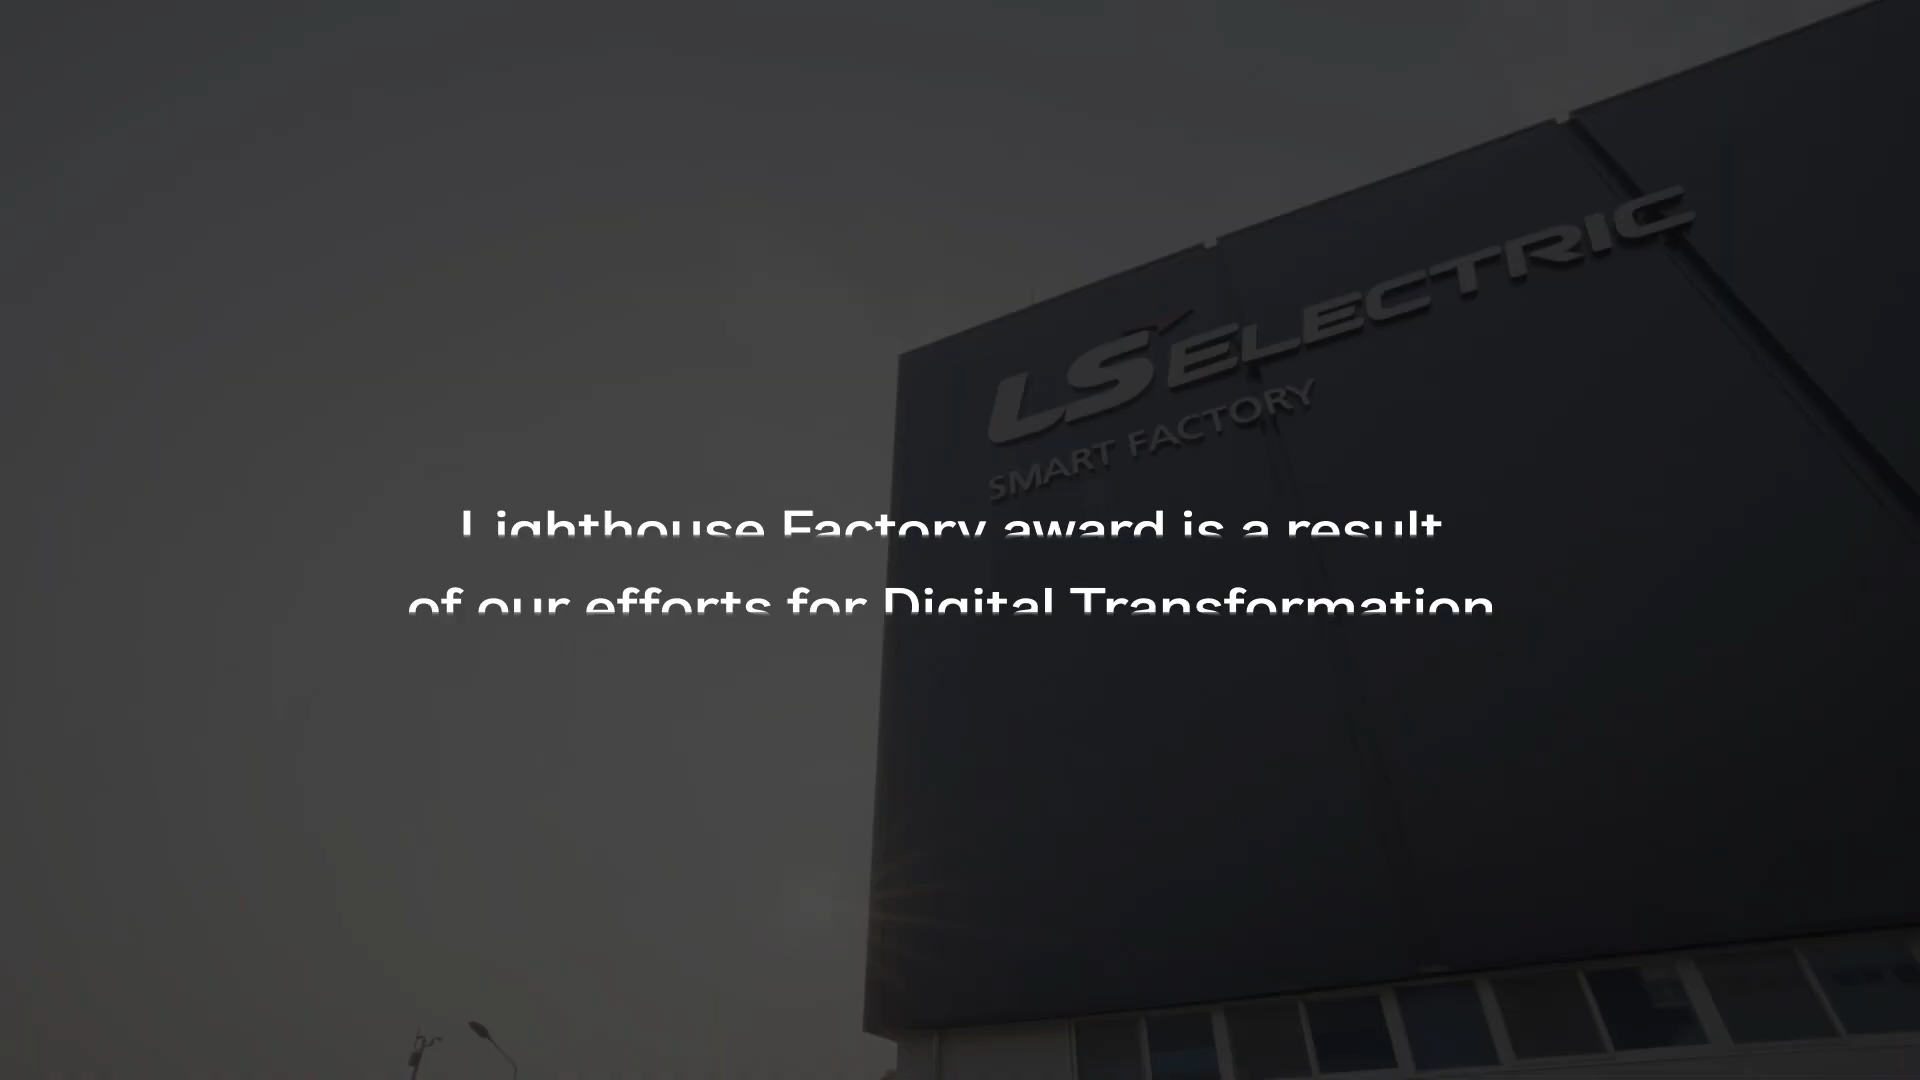 LS ELECTRIC
SMART FACTORY
Lighthouse Factory award is a result
of our efforts for Digital Transformation